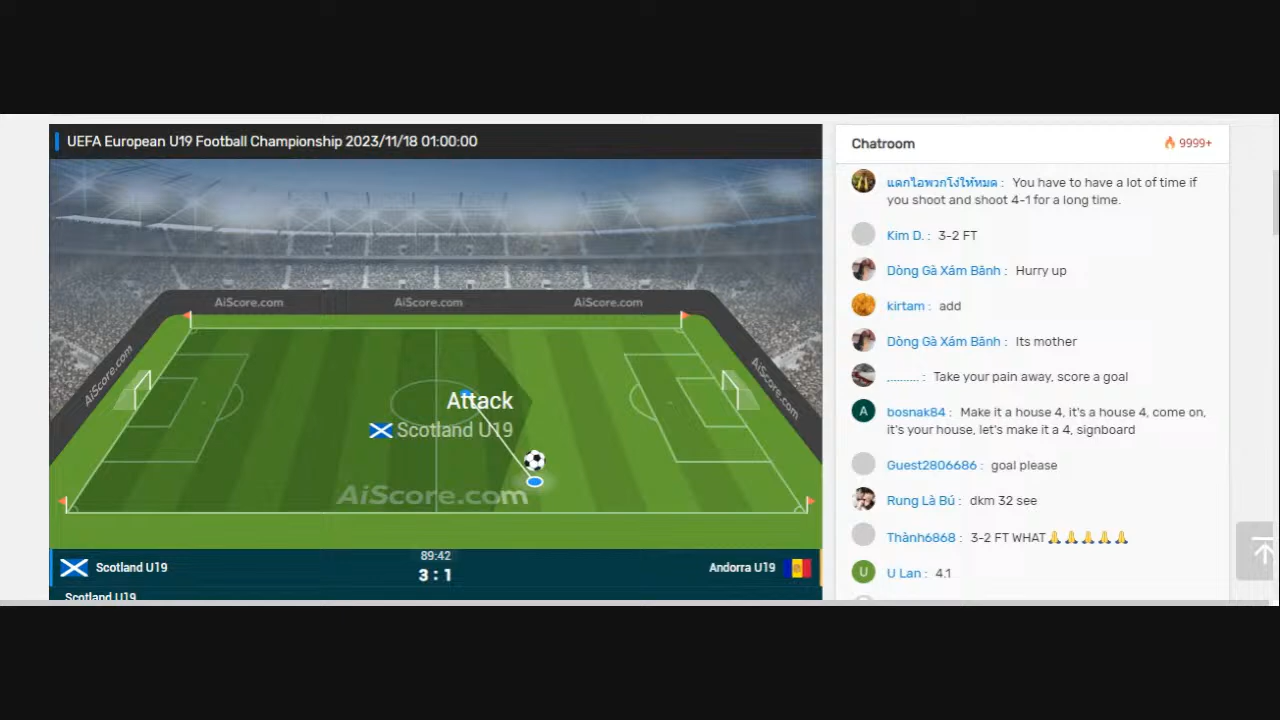 UEFA European U19 Football Championship 2023/11/18 01:00:00
AiScore.com AiScore.com AiScore.com
AiScore.com
AiScore.com
Attack
Scotland U19
AiScore.com
89:42
Scotland U19 3 : 1 Andorra U19
Scotland U19
Chatroom 9999+
แดกไอพวกโง่ให้หมด : You have to have a lot of time if
you shoot and shoot 4-1 for a long time.
Kim D. : 3-2 FT
Dòng Gà Xám Bảnh : Hurry up
kirtam : add
Dòng Gà Xám Bảnh : Its mother
,.......... : Take your pain away, score a goal
A bosnak84 : Make it a house 4, it's a house 4, come on,
it's your house, let's make it a 4, signboard
Guest2806686 : goal please
Rung Là Bú : dkm 32 see
Thành6868 : 3-2 FT WHAT🙏🙏🙏🙏🙏
U U Lan : 4.1